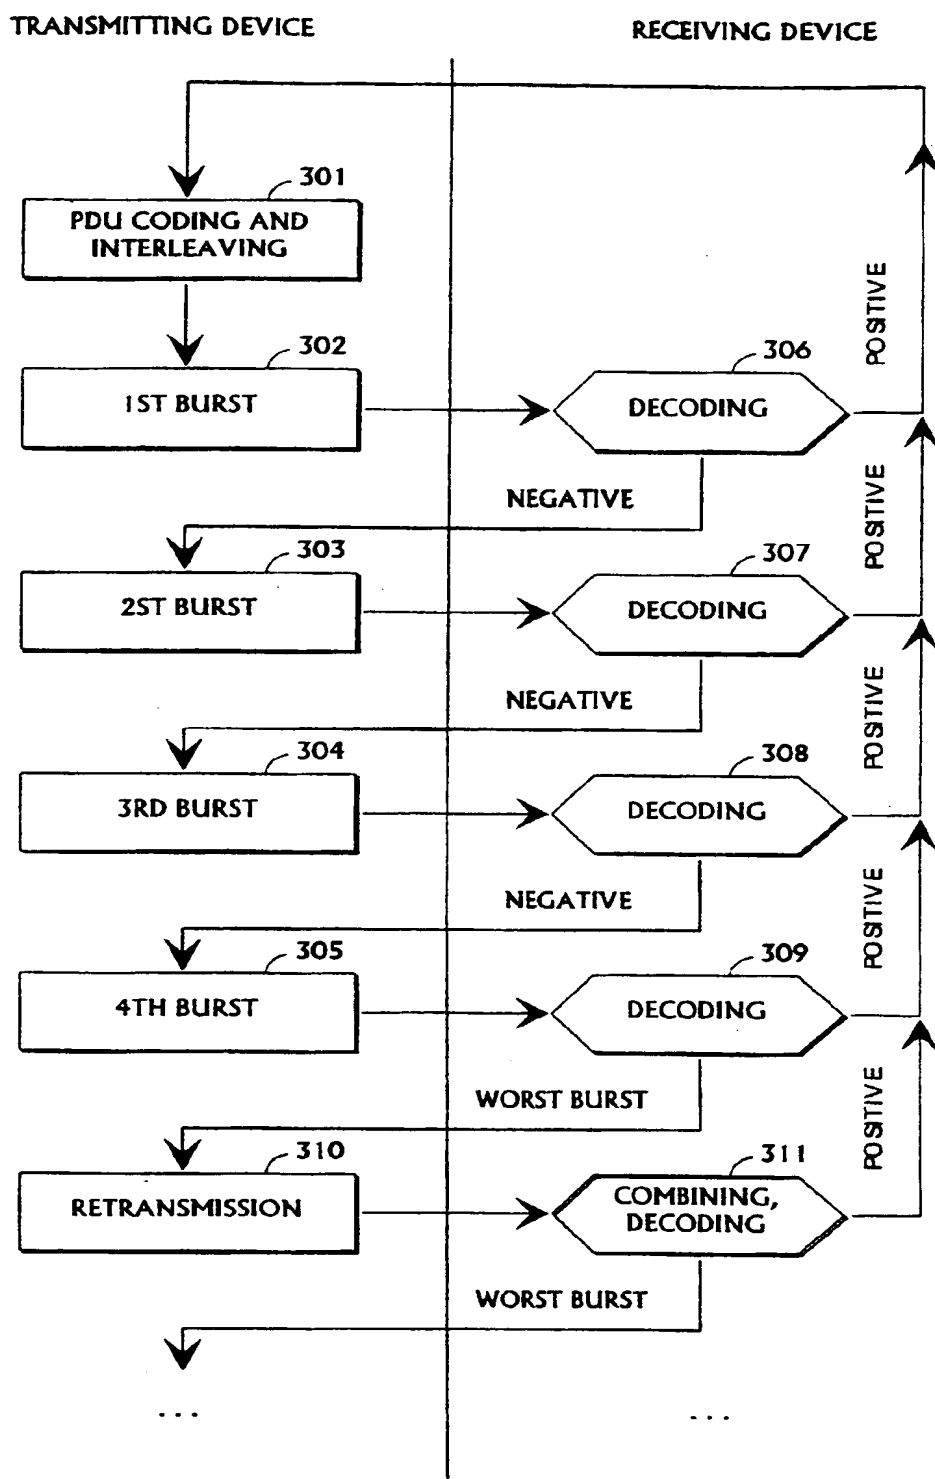 TRANSMITTING DEVICE
RECEIVING DEVICE
301
PDU CODING AND
INTERLEAVING
POSITIVE
302
1ST BURST
306
DECODING
NEGATIVE
POSITIVE
303
2ST BURST
307
DECODING
NEGATIVE
POSITIVE
304
3RD BURST
308
DECODING
NEGATIVE
POSITIVE
305
4TH BURST
309
DECODING
WORST BURST
POSITIVE
310
RETRANSMISSION
311
COMBINING,
DECODING
WORST BURST
...
...